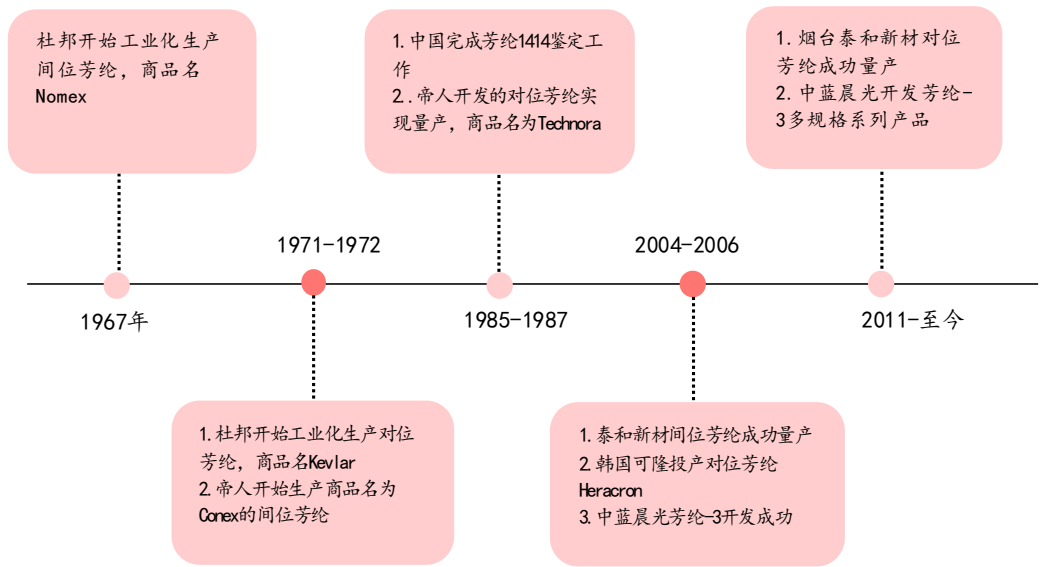 杜邦开始工业化生产
间位芳纶，商品名
Nomex
1. 中国完成芳纶1414鉴定工
作
2. . 帝人开发的对位芳纶实
现量产，商品名为Technora
1. 烟台泰和新材对位
芳纶成功量产
2. 中蓝晨光开发芳纶-
3多规格系列产品
1971-1972
2004-2006
1967年
1985-1987
2011-至今
1. 杜邦开始工业化生产对位
芳纶，商品名Kevlar
2. 帝人开始生产商品名为
Conex的间位芳纶
1. 泰和新材间位芳纶成功量产
2. 韩国可隆投产对位芳纶
Heracron
3. 中蓝晨光芳纶-3开发成功